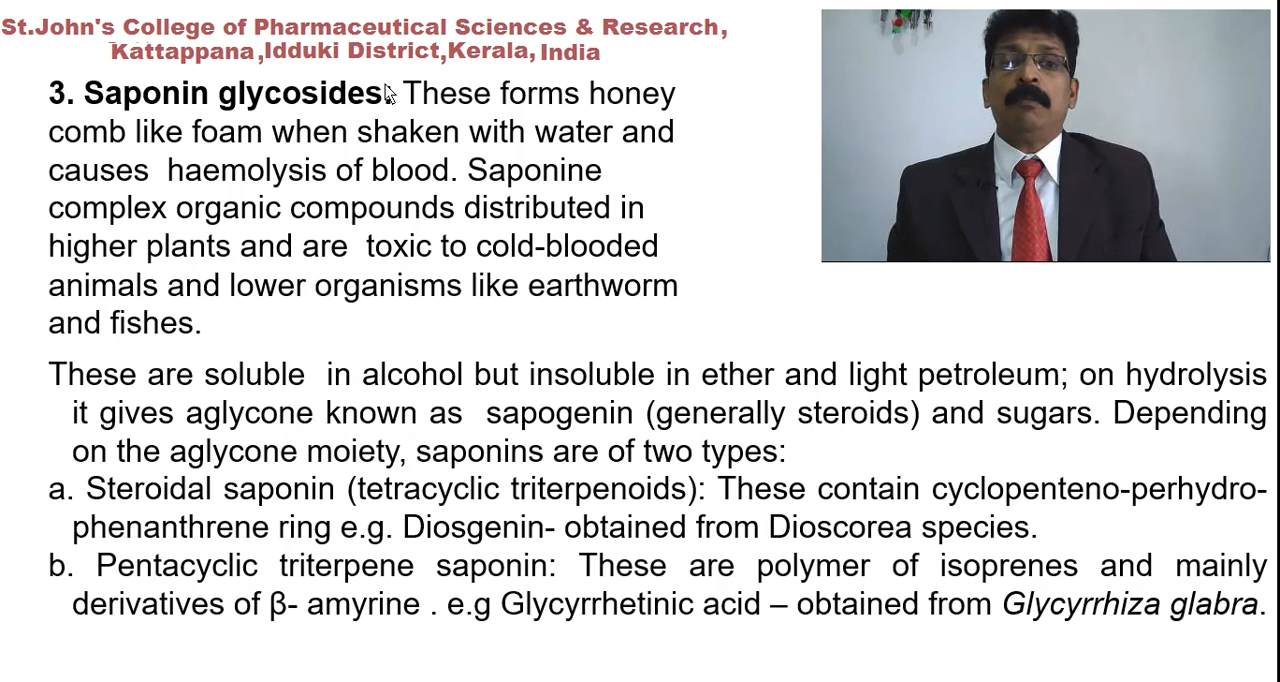 St.John's College of Pharmaceutical Sciences & Research,
Kattappana,Idduki District,Kerala, India
3. Saponin glycosides. These forms honey
comb like foam when shaken with water and
causes haemolysis of blood. Saponine
complex organic compounds distributed in
higher plants and are toxic to cold-blooded
animals and lower organisms like earthworm
and fishes.
These are soluble in alcohol but insoluble in ether and light petroleum; on hydrolysis
it gives aglycone known as sapogenin (generally steroids) and sugars. Depending
on the aglycone moiety, saponins are of two types:
a. Steroidal saponin (tetracyclic triterpenoids): These contain cyclopenteno-perhydro-
phenanthrene ring e.g. Diosgenin- obtained from Dioscorea species.
b. Pentacyclic triterpene saponin: These are polymer of isoprenes and mainly
derivatives of β- amyrine . e.g Glycyrrhetinic acid – obtained from Glycyrrhiza glabra.